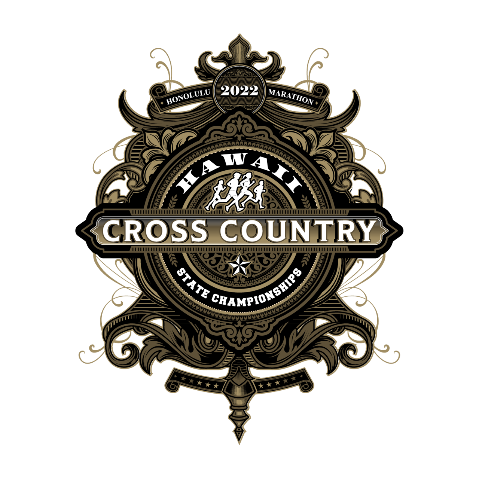 HONOLULU 2022 MARATHON
HAWAII
CROSS COUNTRY
STATE CHAMPIONSHIPS